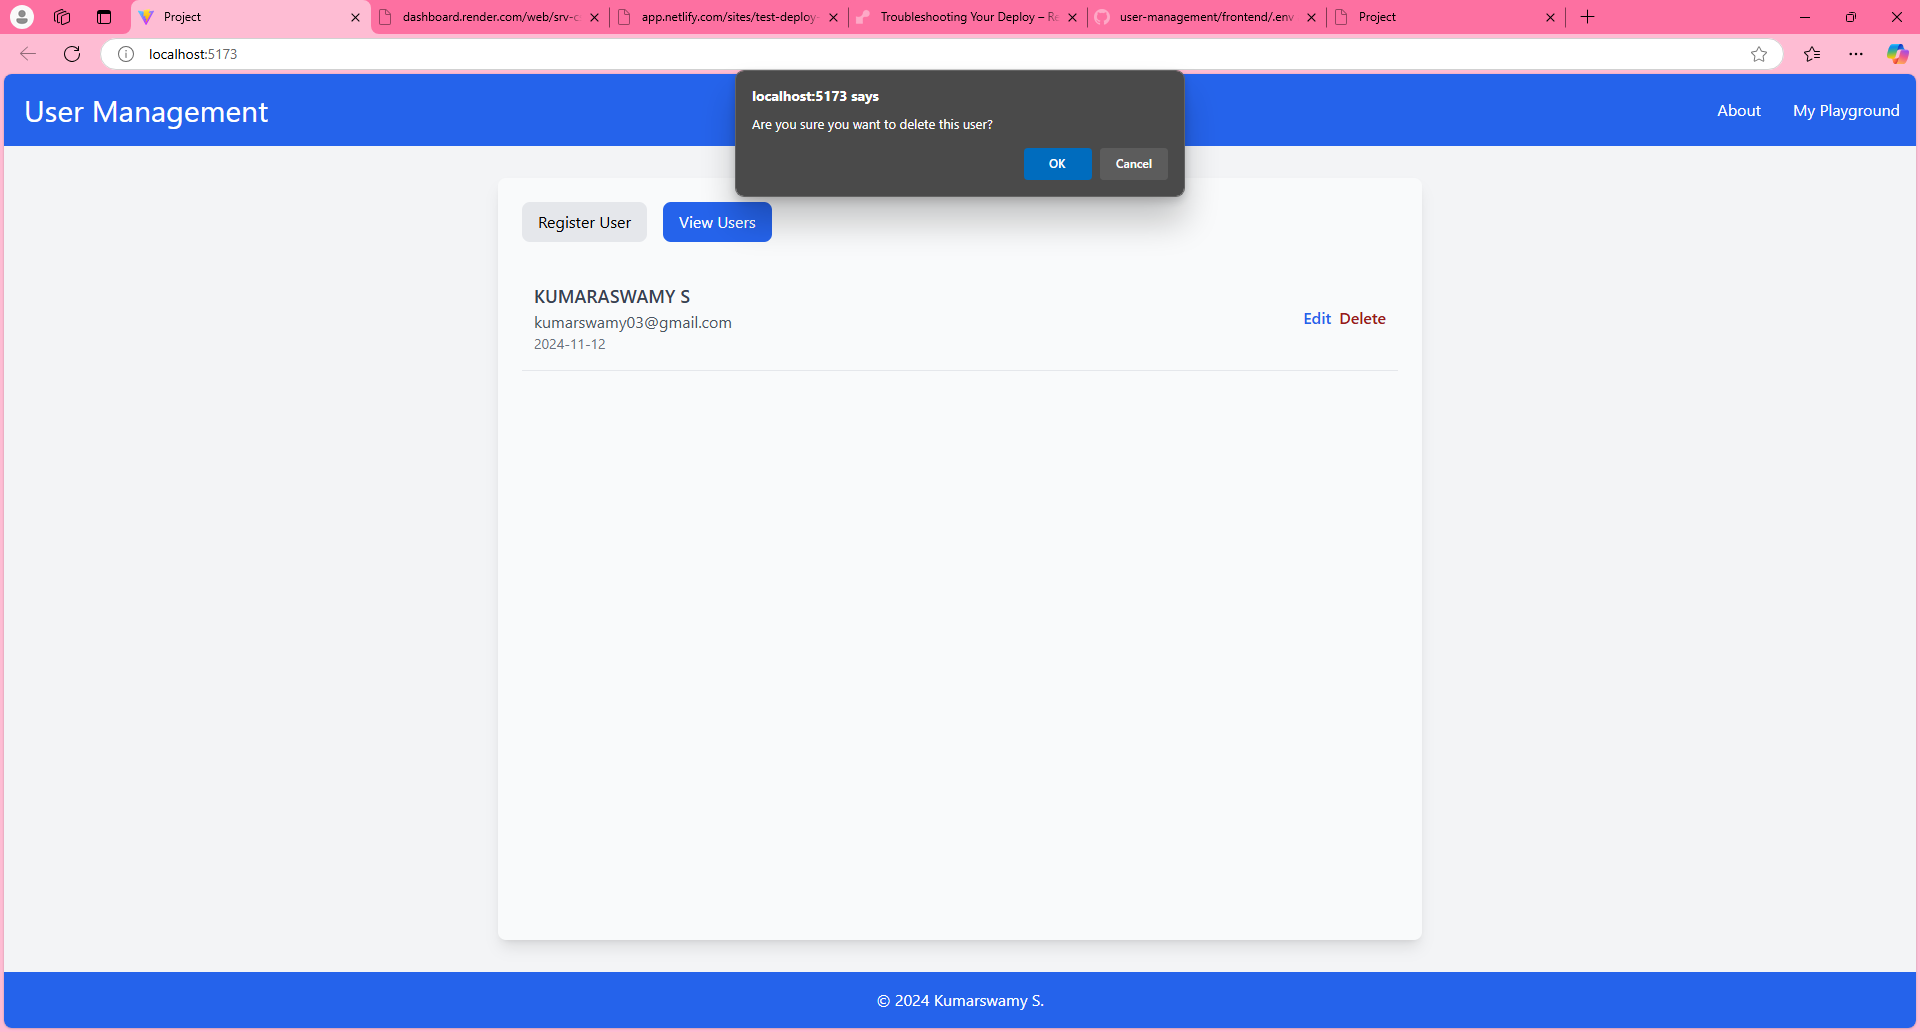 Project
dashboard.render.com/web/srv-c
app.netlify.com/sites/test-deploy-
Troubleshooting Your Deploy – Re
user-management/frontend/.env
Project
localhost:5173
localhost:5173 says
Are you sure you want to delete this user?
OK
Cancel
User Management
About
My Playground
Register User
View Users
KUMARASWAMY S
kumarswamy03@gmail.com
2024-11-12
Edit
Delete
© 2024 Kumarswamy S.